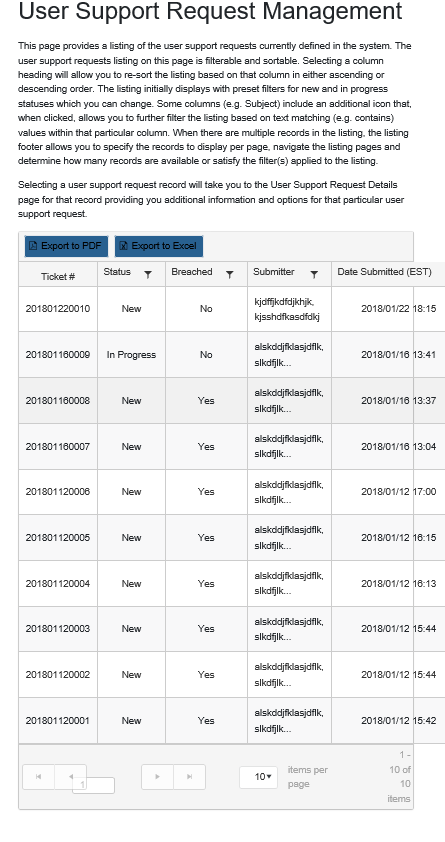 User Support Request Management
This page provides a listing of the user support requests currently defined in the system. The
user support requests listing on this page is filterable and sortable. Selecting a column
heading will allow you to re-sort the listing based on that column in either ascending or
descending order. The listing initially displays with preset filters for new and in progress
statuses which you can change. Some columns (e.g. Subject) include an additional icon that,
when clicked, allows you to further filter the listing based on text matching (e.g. contains)
values within that particular column. When there are multiple records in the listing, the listing
footer allows you to specify the records to display per page, navigate the listing pages and
determine how many records are available or satisfy the filter(s) applied to the listing.
Selecting a user support request record will take you to the User Support Request Details
page for that record providing you additional information and options for that particular user
support request.
Export to PDF Export to Excel
Ticket # Status Breached Submitter Date Submitted (EST)
201801220010 New No kjdffjkdfdjkhjk, 2018/01/22 18:15
kjsshdfkasdfdkj
201801160009 In Progress No alskddjfklasjdflk, 2018/01/16 13:41
slkdfjlk...
201801160008 New Yes alskddjfklasjdflk, 2018/01/16 13:37
slkdfjlk...
201801160007 New Yes alskddjfklasjdflk, 2018/01/16 13:04
slkdfjlk...
201801120006 New Yes alskddjfklasjdflk, 2018/01/12 17:00
slkdfjlk...
201801120005 New Yes alskddjfklasjdflk, 2018/01/12 16:15
slkdfjlk...
201801120004 New Yes alskddjfklasjdflk, 2018/01/12 16:13
slkdfjlk...
201801120003 New Yes alskddjfklasjdflk, 2018/01/12 15:44
slkdfjlk...
201801120002 New Yes alskddjfklasjdflk, 2018/01/12 15:44
slkdfjlk...
201801120001 New Yes alskddjfklasjdflk, 2018/01/12 15:42
slkdfjlk...
1 10 items per
page
1 -
10 of
10
items